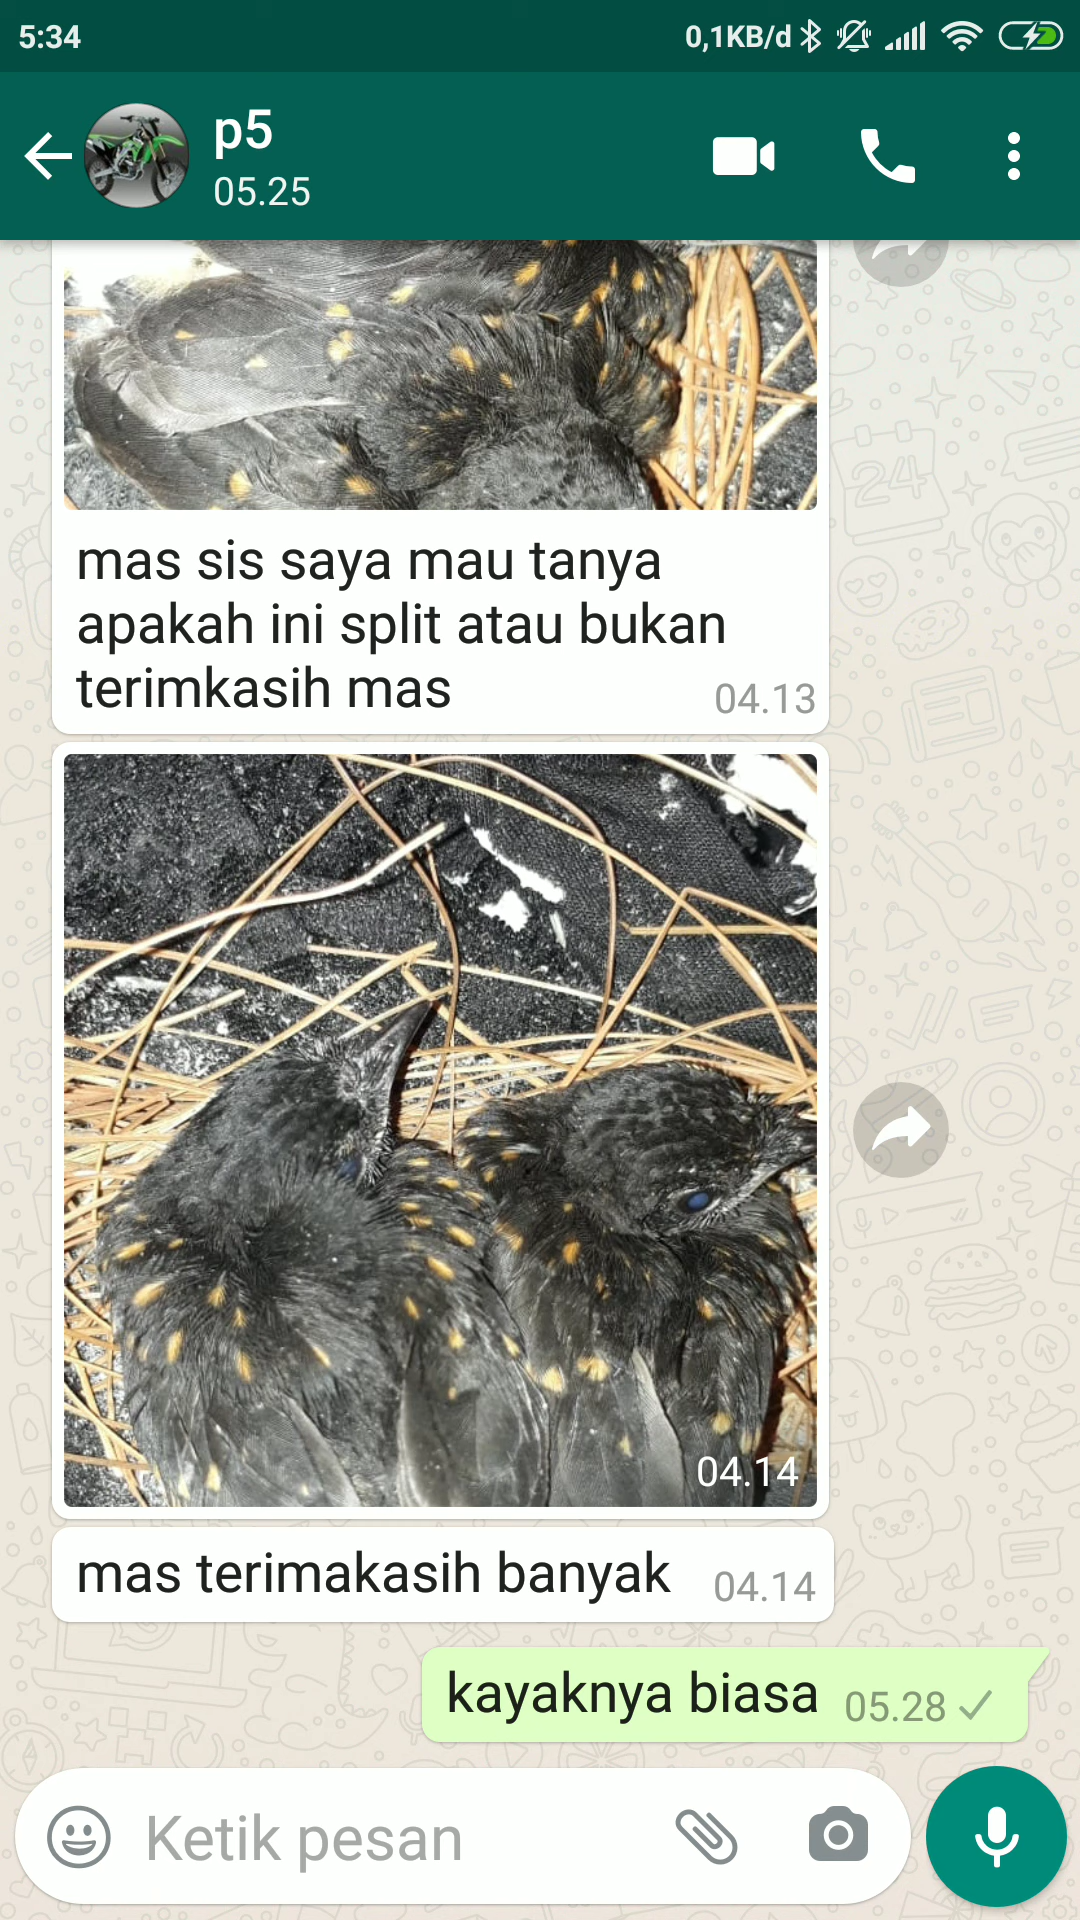 5:34
0,1KB/d
p5
05.25
mas sis saya mau tanya
apakah ini split atau bukan
terimkasih mas
04.13
04.14
mas terimakasih banyak
04.14
kayaknya biasa
05.28
Ketik pesan